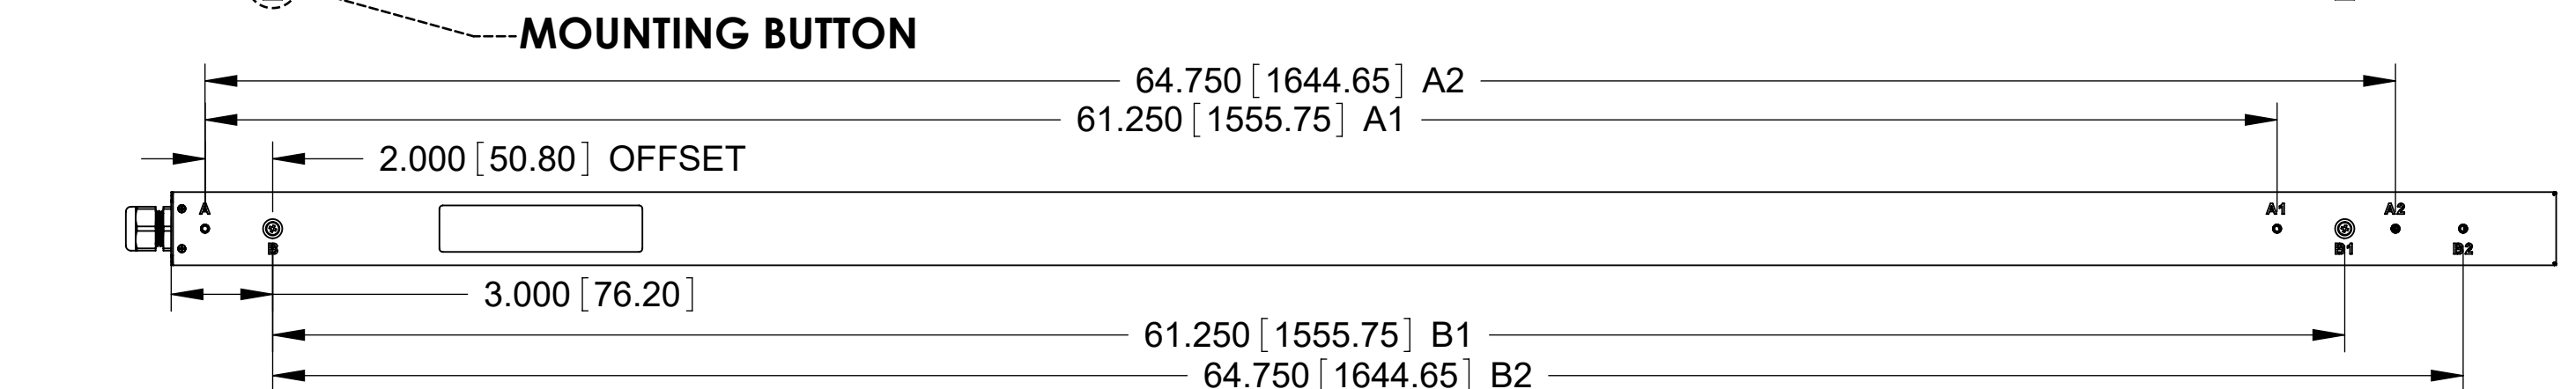 MOUNTING BUTTON
64.750 [1644.65] A2
61.250 [1555.75] A1
2.000 [50.80] OFFSET
A A1 A2
B B1 B2
3.000 [76.20]
61.250 [1555.75] B1
64.750 [1644.65] B2